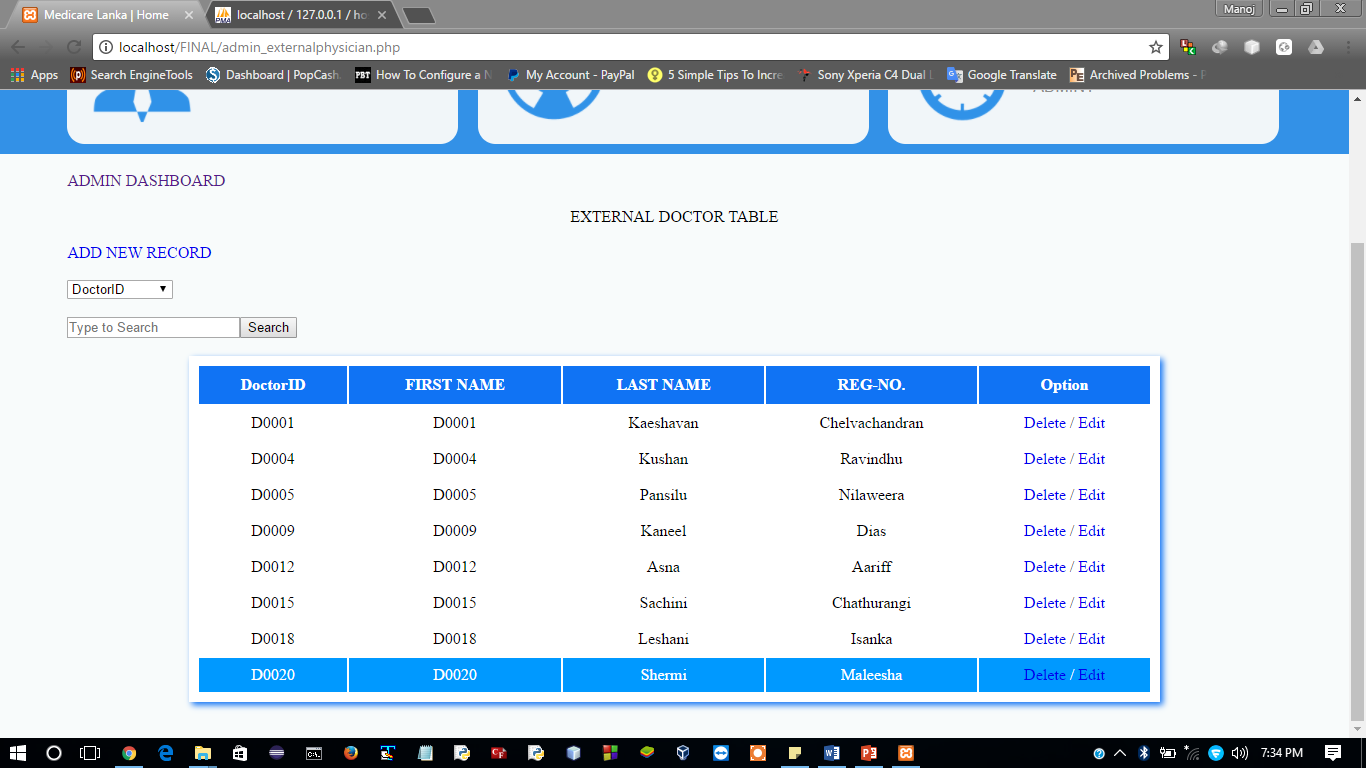 Manoj
Medicare Lanka | Home
localhost / 127.0.0.1 / ho
localhost/FINAL/admin_externalphysician.php
Apps Search EngineTools Dashboard | PopCash How To Configure a N My Account - PayPal 5 Simple Tips To Incre Sony Xperia C4 Dual Google Translate Archived Problems - P
ADMIN DASHBOARD
EXTERNAL DOCTOR TABLE
ADD NEW RECORD
DoctorID
Type to Search Search
DoctorID FIRST NAME LAST NAME REG-NO. Option
D0001 D0001 Kaeshavan Chelvachandran Delete / Edit
D0004 D0004 Kushan Ravindhu Delete / Edit
D0005 D0005 Pansilu Nilaweera Delete / Edit
D0009 D0009 Kaneel Dias Delete / Edit
D0012 D0012 Asna Aariff Delete / Edit
D0015 D0015 Sachini Chathurangi Delete / Edit
D0018 D0018 Leshani Isanka Delete / Edit
D0020 D0020 Shermi Maleesha Delete / Edit
7:34 PM